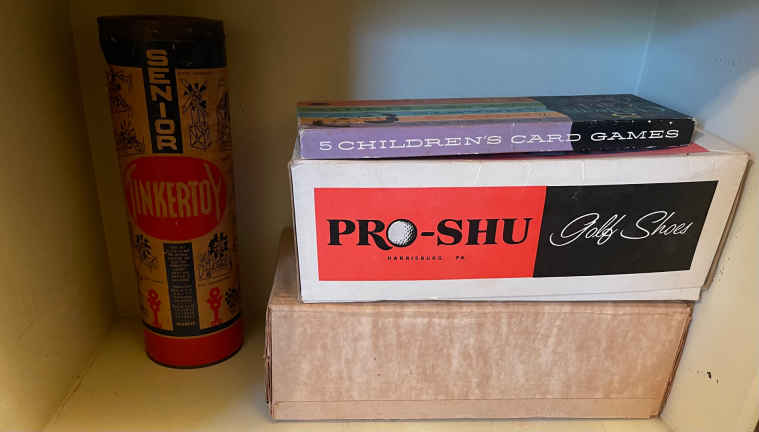 SENIOR
TINKERTOY
5 CHILDREN'S CARD GAMES
PRO-SHU
HARRISBURG, PA.
Golf Shoes